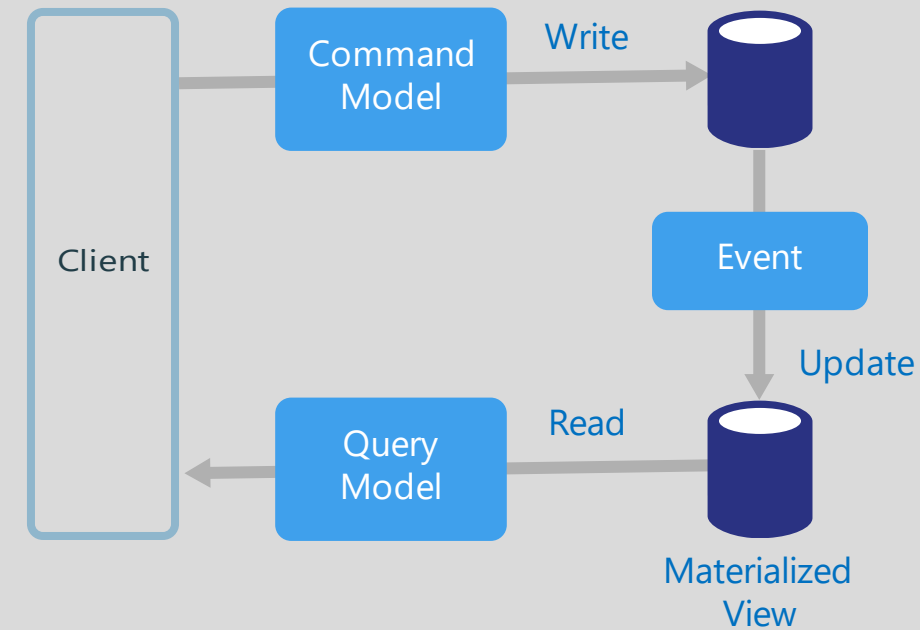 Write
Command
Model
Client
Event
Update
Query
Model
Read
Materialized
View